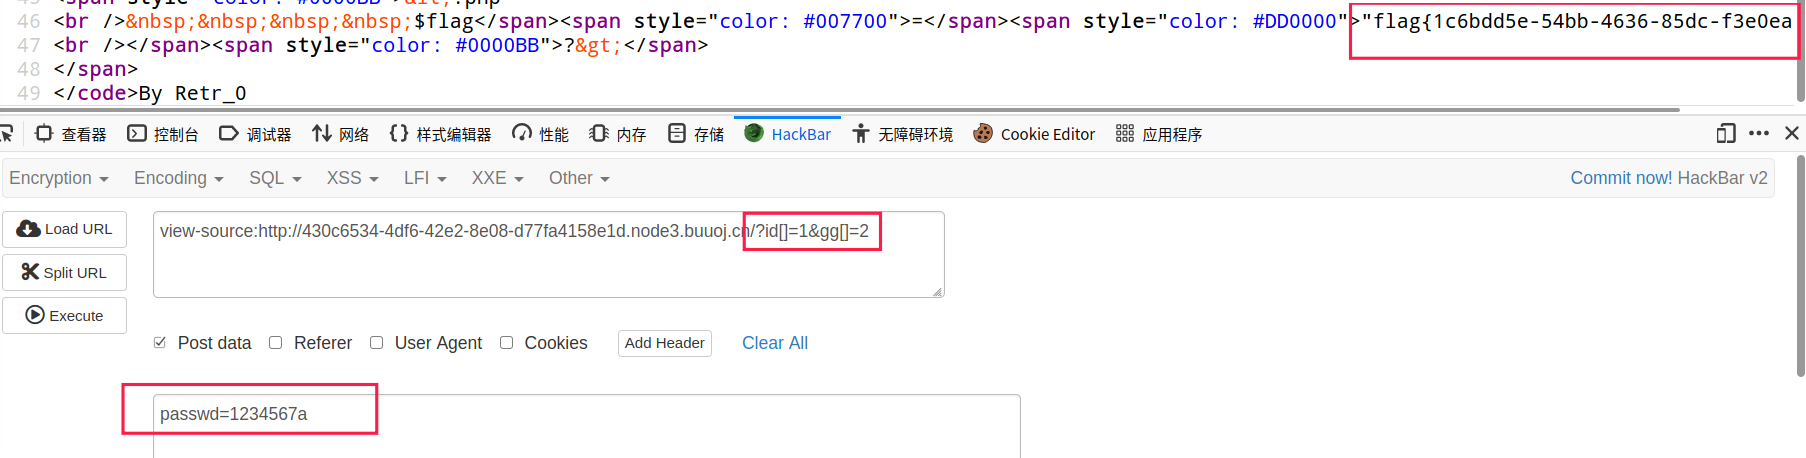 46 <br />&nbsp;&nbsp;&nbsp;&nbsp;$flag</span><span style="color: #007700">=</span><span style="color: #DD0000">"flag{1c6bdd5e-54bb-4636-85dc-f3e0ea
47 <br /></span><span style="color: #0000BB">?&gt;</span>
48 </span>
49 </code>By Retr_0
查看器 控制台 调试器 网络 样式编辑器 性能 内存 存储 HackBar 无障碍环境 Cookie Editor 应用程序
Encryption Encoding SQL XSS LFI XXE Other Commit now! HackBar v2
Load URL view-source:http://430c6534-4df6-42e2-8e08-d77fa4158e1d.node3.buuoj.cn/?id[]=1&gg[]=2
Split URL
Execute
Post data Referer User Agent Cookies Add Header Clear All
passwd=1234567a